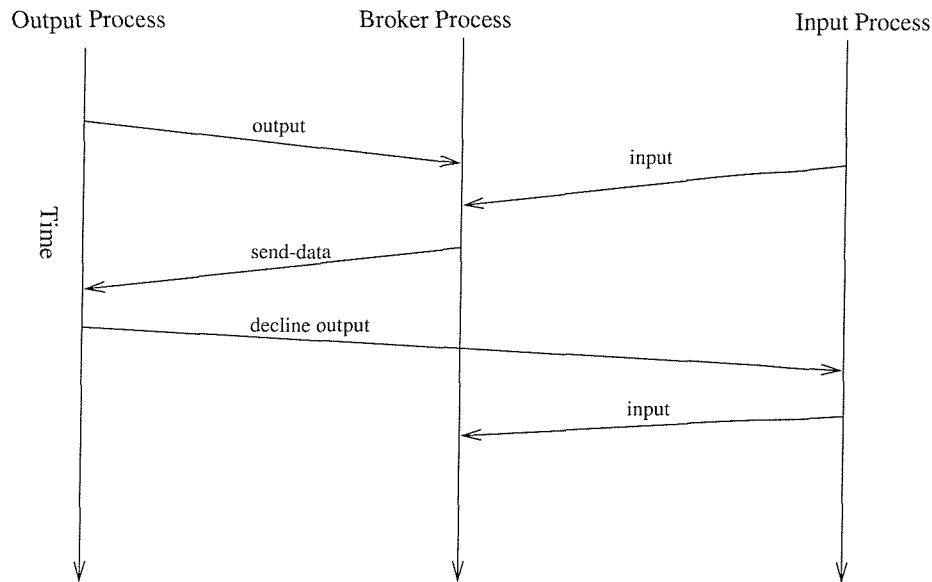 Output Process
Broker Process
Input Process
output
input
Time
send-data
decline output
input